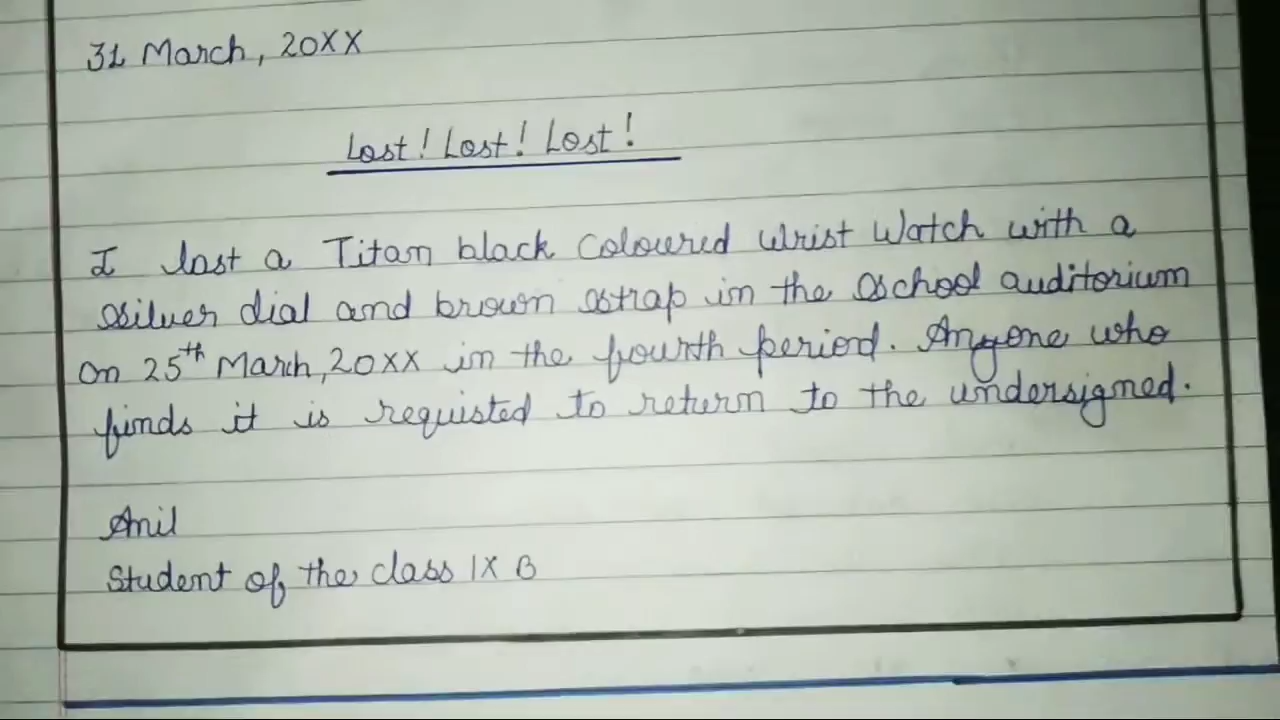 31 March, 20XX
Lost! Lost! Lost!
I lost a Titan black coloured wrist watch with a
silver dial and brown strap in the school auditorium
on 25th March, 20XX in the fourth period. Anyone who
finds it is requisted to return to the undersigned.
Anil
Student of the class IX B